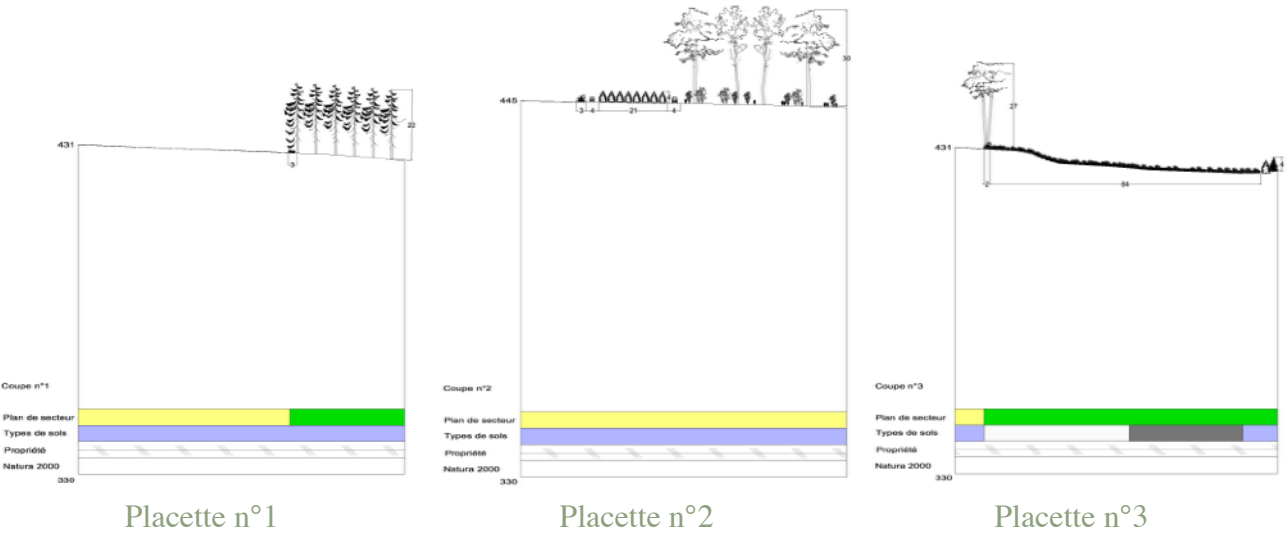 431
22
3
Coupe n°1
Plan de secteur
Types de sols
Propriété
Natura 2000
330
Placette n°1
445
30
3
4
21
4
Coupe n°2
Plan de secteur
Types de sols
Propriété
Natura 2000
330
Placette n°2
431
27
2
84
4
Coupe n°3
Plan de secteur
Types de sols
Propriété
Natura 2000
330
Placette n°3